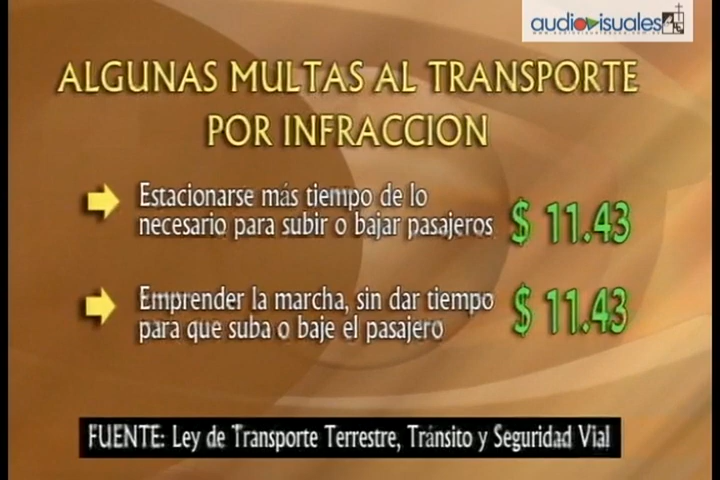 audiovisuales
ALGUNAS MULTAS AL TRANSPORTE
POR INFRACCION
Estacionarse más tiempo de lo
necesario para subir o bajar pasajeros
$ 11.43
Emprender la marcha, sin dar tiempo
para que suba o baje el pasajero
$ 11.43
FUENTE: Ley de Transporte Terrestre, Tránsito y Seguridad Vial